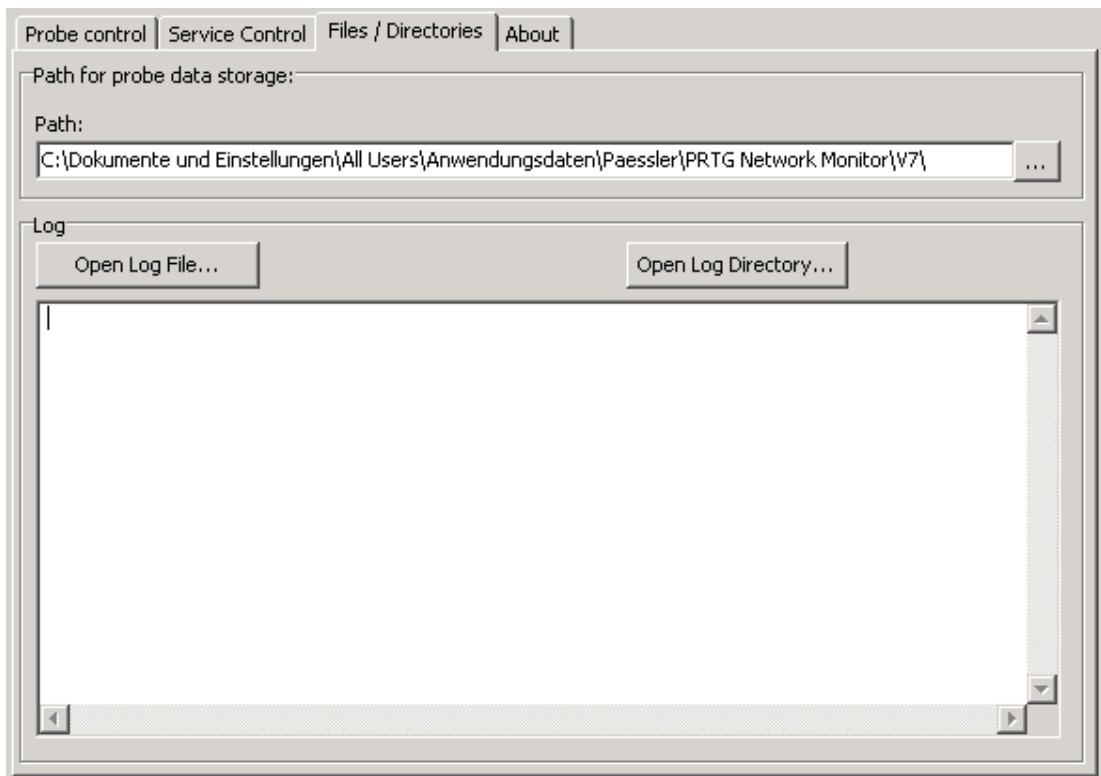 Probe control Service Control Files / Directories About
Path for probe data storage:
Path:
C:\Dokumente und Einstellungen\All Users\Anwendungsdaten\Paessler\PRTG Network Monitor\V7\ ...
Log
Open Log File... Open Log Directory...